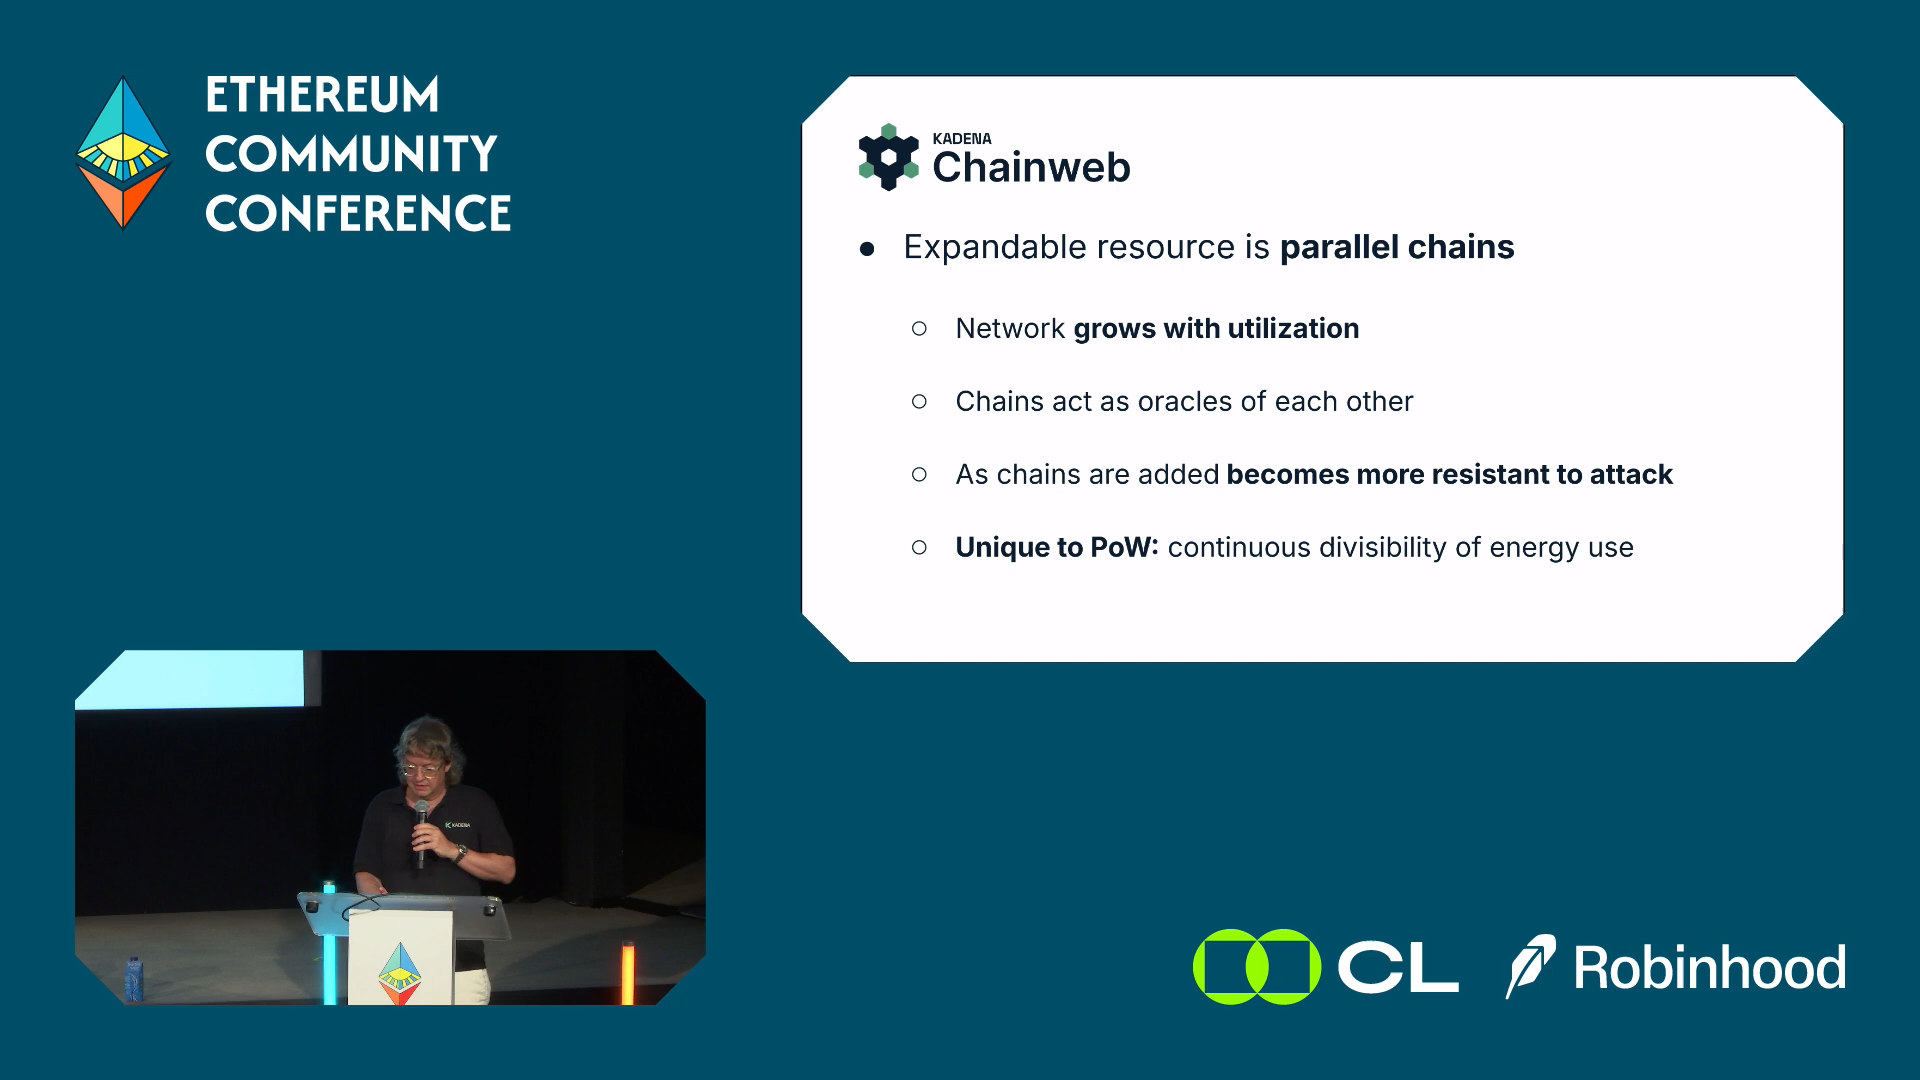 ETHEREUM
COMMUNITY
CONFERENCE
KADENA
Chainweb
● Expandable resource is parallel chains
○ Network grows with utilization
○ Chains act as oracles of each other
○ As chains are added becomes more resistant to attack
○ Unique to PoW: continuous divisibility of energy use
KADENA
CL
Robinhood